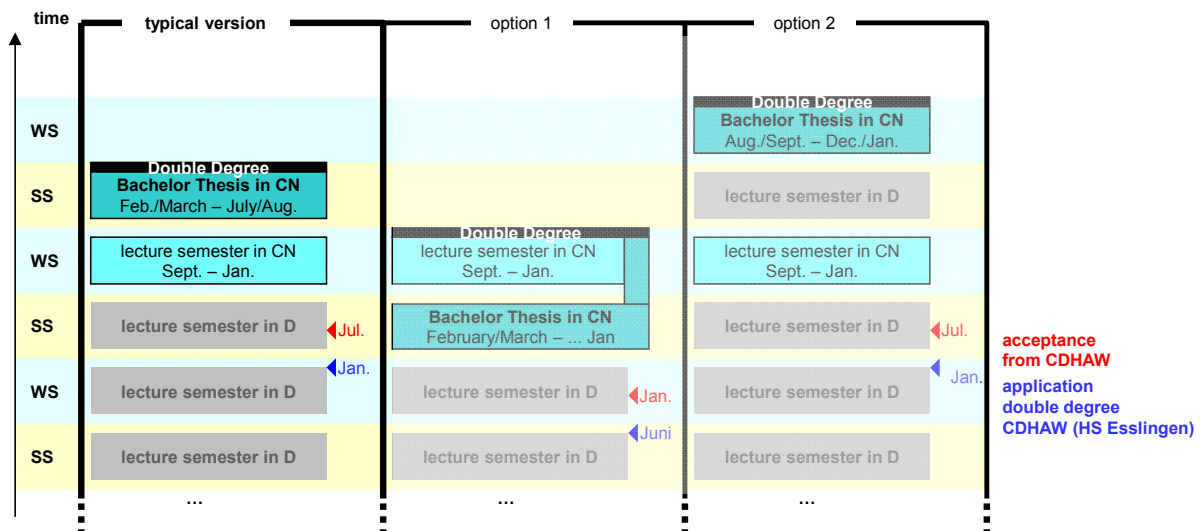 time
typical version
option 1
option 2
WS
Double Degree
Bachelor Thesis in CN
Aug./Sept. – Dec./Jan.
SS
Double Degree
Bachelor Thesis in CN
Feb./March – July/Aug.
lecture semester in D
WS
lecture semester in CN
Sept. – Jan.
Double Degree
lecture semester in CN
Sept. – Jan.
lecture semester in CN
Sept. – Jan.
SS
lecture semester in D
Jul.
Bachelor Thesis in CN
February/March – ... Jan
lecture semester in D
Jul.
WS
lecture semester in D
Jan.
lecture semester in D
Jan.
lecture semester in D
Jan.
SS
lecture semester in D
lecture semester in D
Juni
lecture semester in D
...
...
...
acceptance
from CDHAW
application
double degree
CDHAW (HS Esslingen)